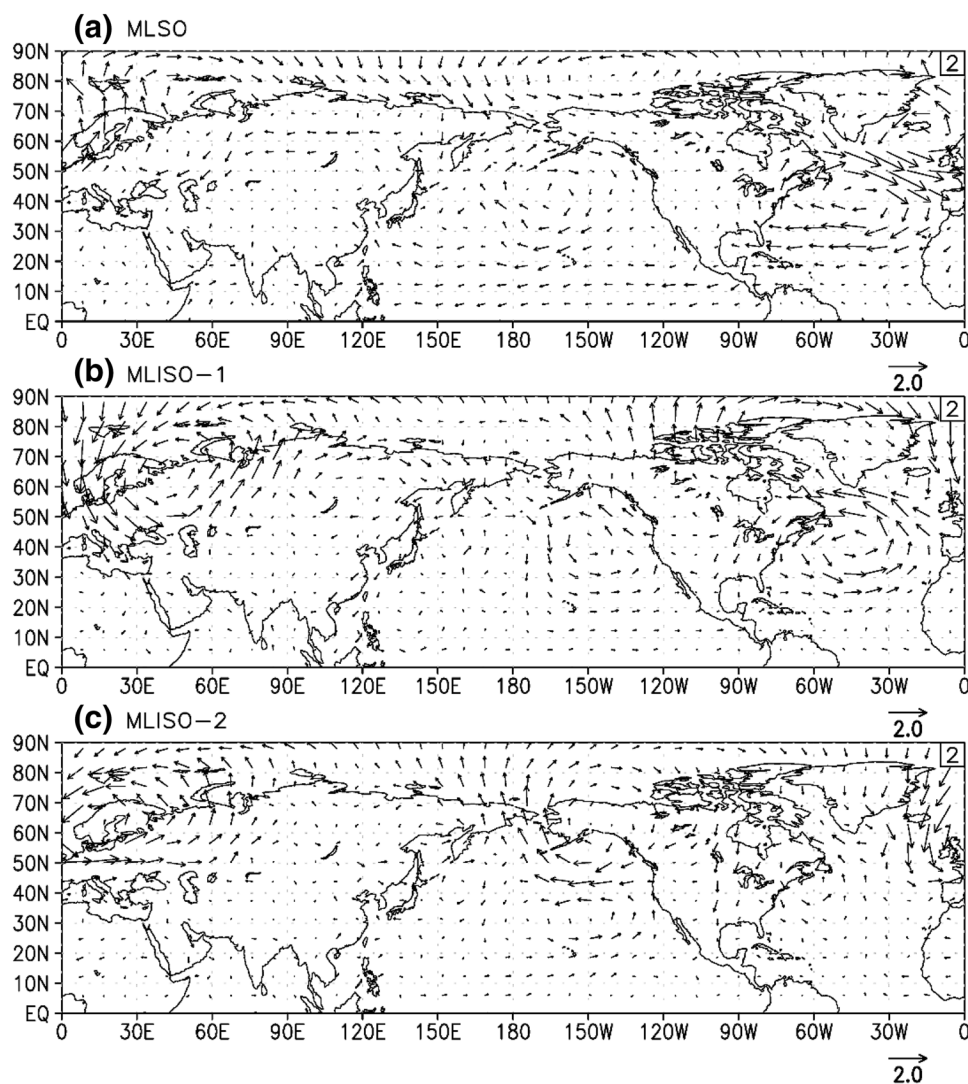 (a) MLSO
90N
2
80N
70N
60N
50N
40N
30N
20N
10N
EQ
0 30E 60E 90E 120E 150E 180 150W 120W 90W 60W 30W 0
2.0
(b) MLISO-1
90N
2
80N
70N
60N
50N
40N
30N
20N
10N
EQ
0 30E 60E 90E 120E 150E 180 150W 120W 90W 60W 30W 0
2.0
(c) MLISO-2
90N
2
80N
70N
60N
50N
40N
30N
20N
10N
EQ
0 30E 60E 90E 120E 150E 180 150W 120W 90W 60W 30W 0
2.0